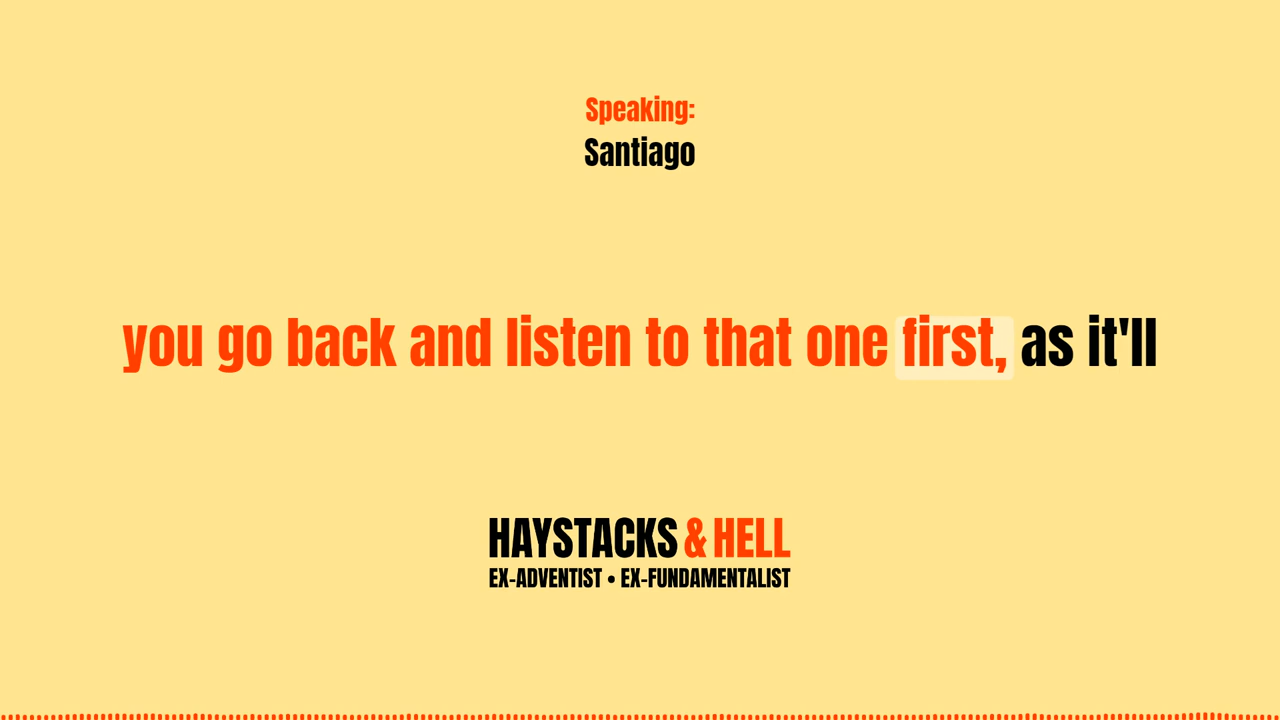 Speaking:
Santiago
you go back and listen to that one first, as it'll
HAYSTACKS & HELL
EX-ADVENTIST • EX-FUNDAMENTALIST